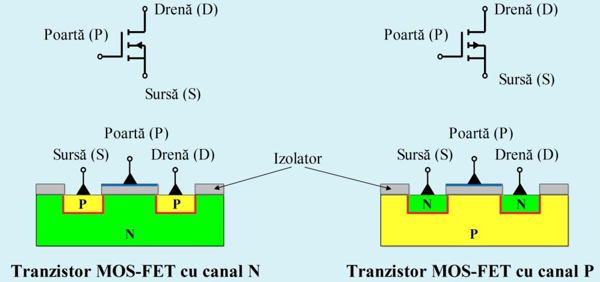 Drenă (D)
Poartă (P)
Sursă (S)
Drenă (D)
Poartă (P)
Sursă (S)
Poartă (P)
Sursă (S) Drenă (D)
Izolator
Poartă (P)
Sursă (S) Drenă (D)
P P
N
N N
P
Tranzistor MOS-FET cu canal N
Tranzistor MOS-FET cu canal P